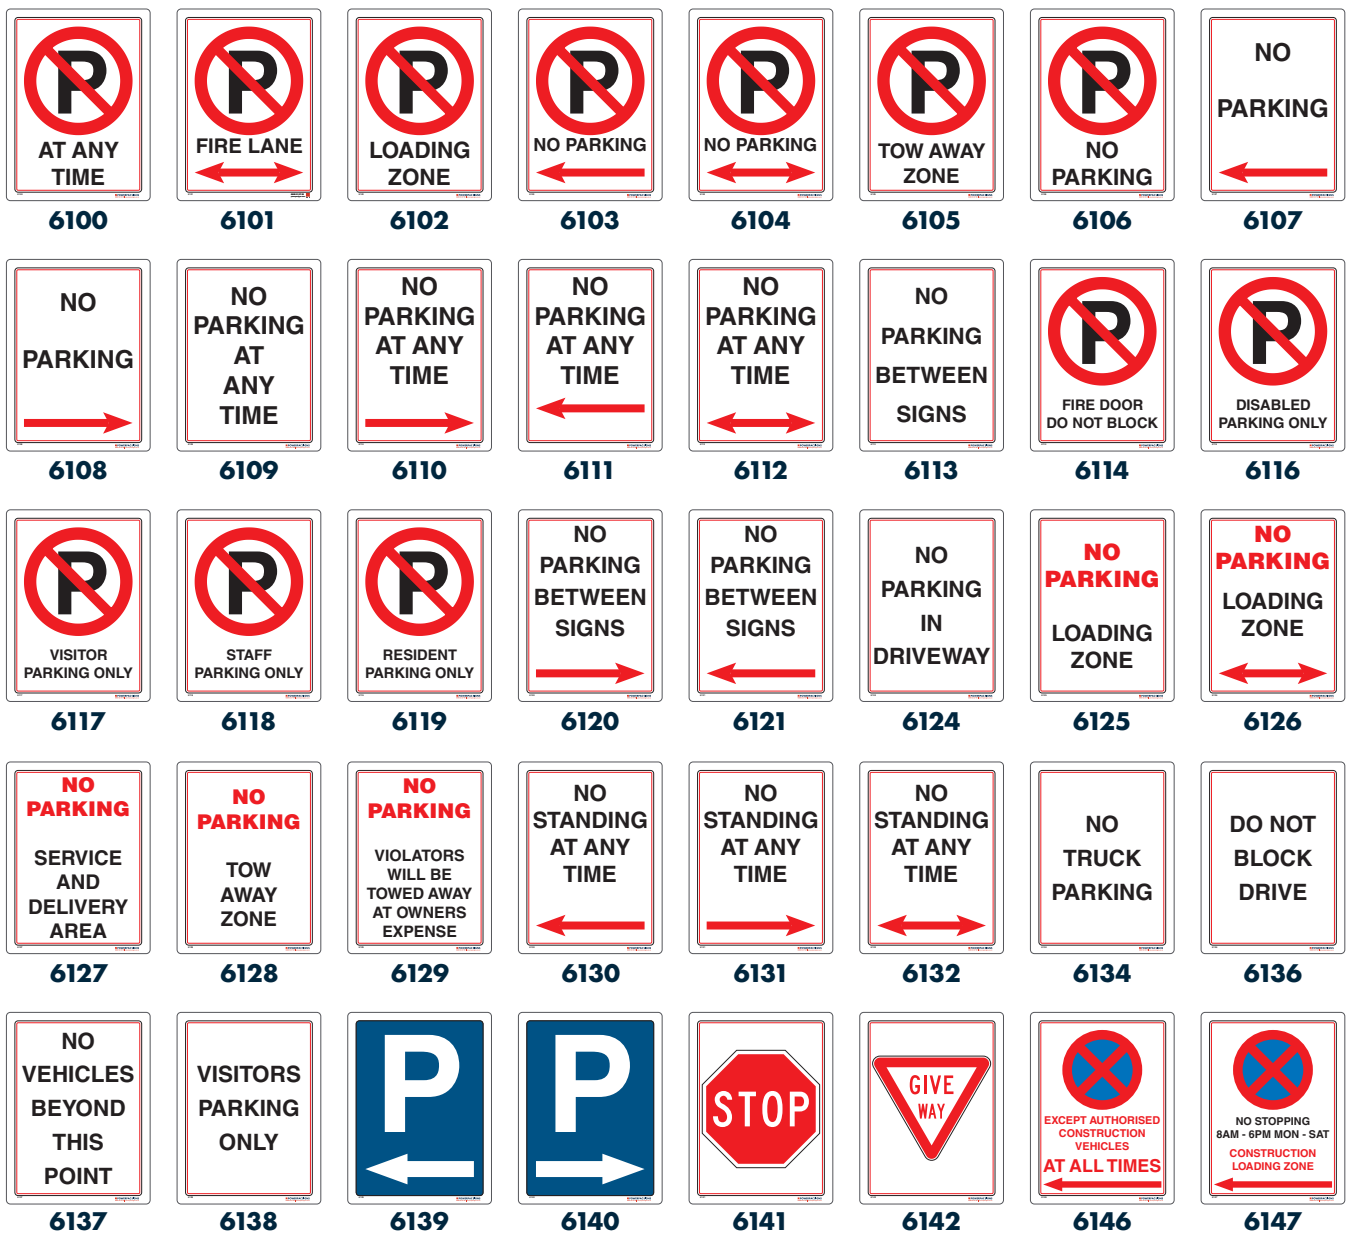 P
AT ANY
TIME
6100
P
FIRE LANE
6101
P
LOADING
ZONE
6102
P
NO PARKING
6103
P
NO PARKING
6104
P
TOW AWAY
ZONE
6105
P
NO
PARKING
6106
NO
PARKING
6107
NO
PARKING
6108
NO
PARKING
AT
ANY
TIME
6109
NO
PARKING
AT ANY
TIME
6110
NO
PARKING
AT ANY
TIME
6111
NO
PARKING
AT ANY
TIME
6112
NO
PARKING
BETWEEN
SIGNS
6113
P
FIRE DOOR
DO NOT BLOCK
6114
P
DISABLED
PARKING ONLY
6116
P
VISITOR
PARKING ONLY
6117
P
STAFF
PARKING ONLY
6118
P
RESIDENT
PARKING ONLY
6119
NO
PARKING
BETWEEN
SIGNS
6120
NO
PARKING
BETWEEN
SIGNS
6121
NO
PARKING
IN
DRIVEWAY
6124
NO
PARKING
LOADING
ZONE
6125
NO
PARKING
LOADING
ZONE
6126
NO
PARKING
SERVICE
AND
DELIVERY
AREA
6127
NO
PARKING
TOW
AWAY
ZONE
6128
NO
PARKING
VIOLATORS
WILL BE
TOWED AWAY
AT OWNERS
EXPENSE
6129
NO
STANDING
AT ANY
TIME
6130
NO
STANDING
AT ANY
TIME
6131
NO
STANDING
AT ANY
TIME
6132
NO
TRUCK
PARKING
6134
DO NOT
BLOCK
DRIVE
6136
NO
VEHICLES
BEYOND
THIS
POINT
6137
VISITORS
PARKING
ONLY
6138
P
6139
P
6140
STOP
6141
GIVE
WAY
6142
EXCEPT AUTHORISED
CONSTRUCTION
VEHICLES
AT ALL TIMES
6146
NO STOPPING
8AM - 6PM MON - SAT
CONSTRUCTION
LOADING ZONE
6147